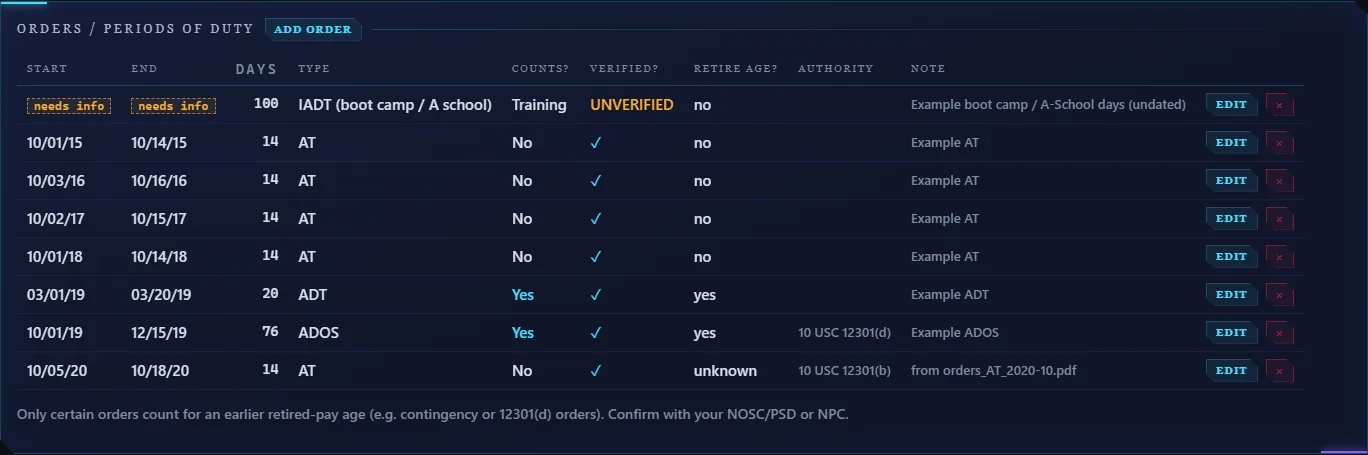 ORDERS / PERIODS OF DUTY ADD ORDER
START END DAYS TYPE COUNTS? VERIFIED? RETIRE AGE? AUTHORITY NOTE
needs info needs info 100 IADT (boot camp / A school) Training UNVERIFIED no Example boot camp / A-School days (undated) EDIT ×
10/01/15 10/14/15 14 AT No ✓ no Example AT EDIT ×
10/03/16 10/16/16 14 AT No ✓ no Example AT EDIT ×
10/02/17 10/15/17 14 AT No ✓ no Example AT EDIT ×
10/01/18 10/14/18 14 AT No ✓ no Example AT EDIT ×
03/01/19 03/20/19 20 ADT Yes ✓ yes Example ADT EDIT ×
10/01/19 12/15/19 76 ADOS Yes ✓ yes 10 USC 12301(d) Example ADOS EDIT ×
10/05/20 10/18/20 14 AT No ✓ unknown 10 USC 12301(b) from orders_AT_2020-10.pdf EDIT ×
Only certain orders count for an earlier retired-pay age (e.g. contingency or 12301(d) orders). Confirm with your NOSC/PSD or NPC.